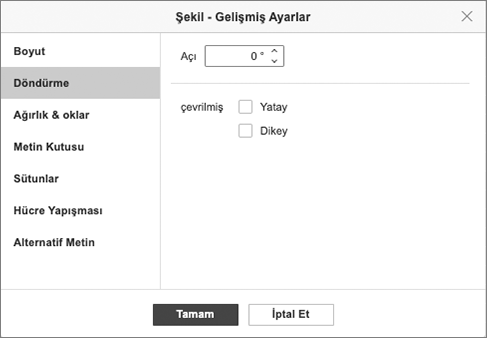 Şekil - Gelişmiş Ayarlar
Boyut
Döndürme
Ağırlık & oklar
Metin Kutusu
Sütunlar
Hücre Yapışması
Alternatif Metin
Açı
0 °
çevrilmiş
Yatay
Dikey
Tamam
İptal Et